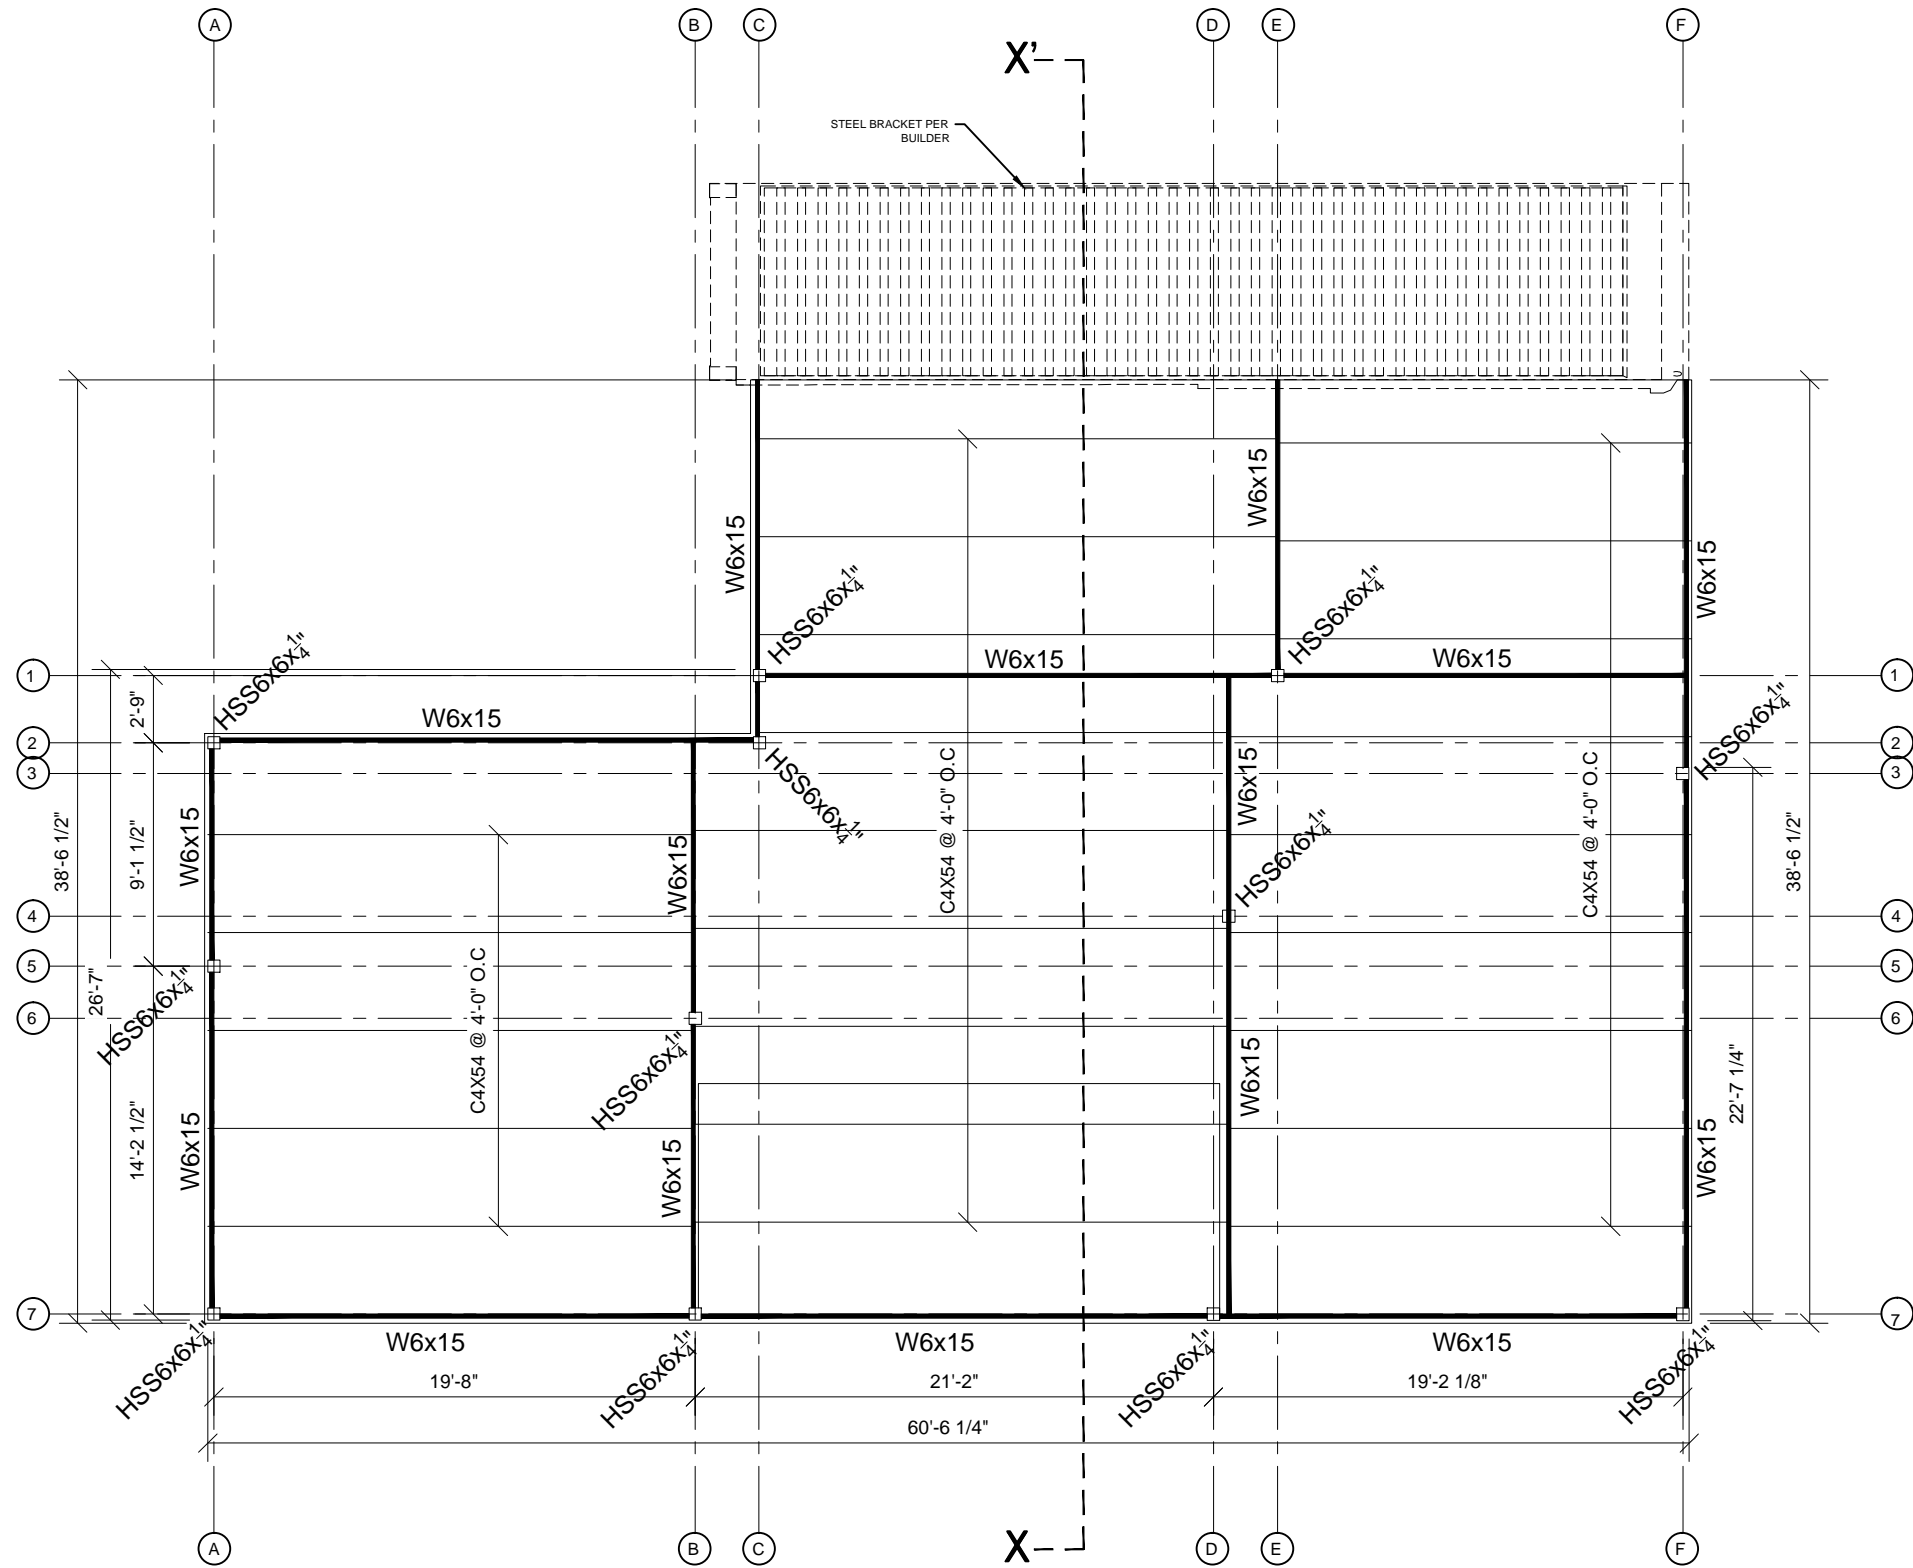 A B C D E F
X'
STEEL BRACKET PER
BUILDER
W6x15
W6x15
W6x15
HSS6x6x1/4"
HSS6x6x1/4"
HSS6x6x1/4"
W6x15
W6x15
1
1
2'-9"
W6x15
HSS6x6x1/4"
2
2
3
3
HSS6x6x1/4"
W6x15
W6x15
W6x15
C4X54 @ 4'-0" O.C
C4X54 @ 4'-0" O.C
HSS6x6x1/4"
38'-6 1/2"
9'-1 1/2"
38'-6 1/2"
4
4
5
5
26'-7"
HSS6x6x1/4"
C4X54 @ 4'-0" O.C
6
6
HSS6x6x1/4"
W6x15
22'-7 1/4"
14'-2 1/2"
W6x15
W6x15
W6x15
7
7
HSS6x6x1/4"
W6x15
HSS6x6x1/4"
W6x15
HSS6x6x1/4"
W6x15
HSS6x6x1/4"
19'-8"
21'-2"
19'-2 1/8"
60'-6 1/4"
A B C X D E F